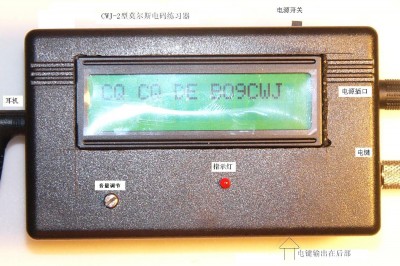 CWJ-2型莫尔斯电码练习器
电源开关
CQ CQ DE BO9CWJ
耳机
电源插口
电键
指示灯
音量调节
电键输出在后部